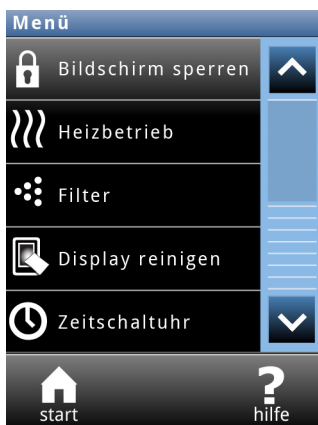 Menü
Bildschirm sperren
Heizbetrieb
Filter
Display reinigen
Zeitschaltuhr
start
?
hilfe